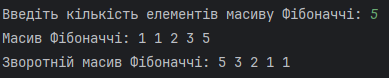 Введіть кількість елементів масиву Фібоначчі: 5
Масив Фібоначчі: 1 1 2 3 5
Зворотній масив Фібоначчі: 5 3 2 1 1